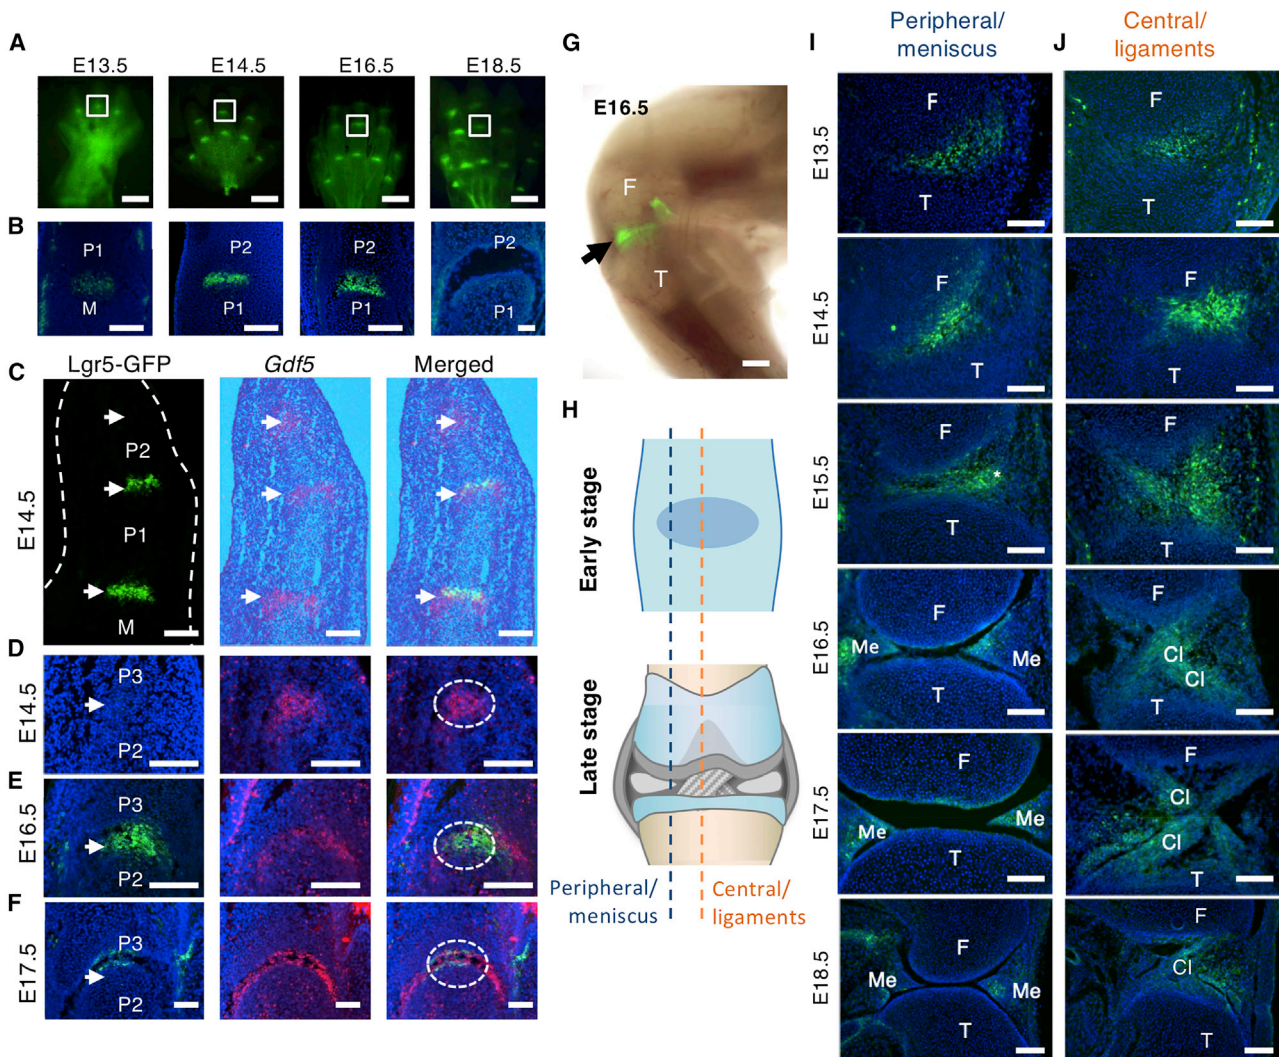 A
E13.5
E14.5
E16.5
E18.5
B
P1
M
P2
P1
P2
P1
P2
P1
C
Lgr5-GFP
Gdf5
Merged
E14.5
P2
P1
M
D
E14.5
P3
P2
E
E16.5
P3
P2
F
E17.5
P3
P2
G
E16.5
F
T
H
Early stage
Late stage
Peripheral/
meniscus
Central/
ligaments
I
Peripheral/
meniscus
J
Central/
ligaments
E13.5
F
T
F
T
E14.5
F
T
F
T
E15.5
F
*
T
F
T
E16.5
F
Me
Me
T
F
Cl
Cl
T
E17.5
F
Me
Me
T
F
Cl
Cl
T
E18.5
F
Me
Me
T
F
Cl
T